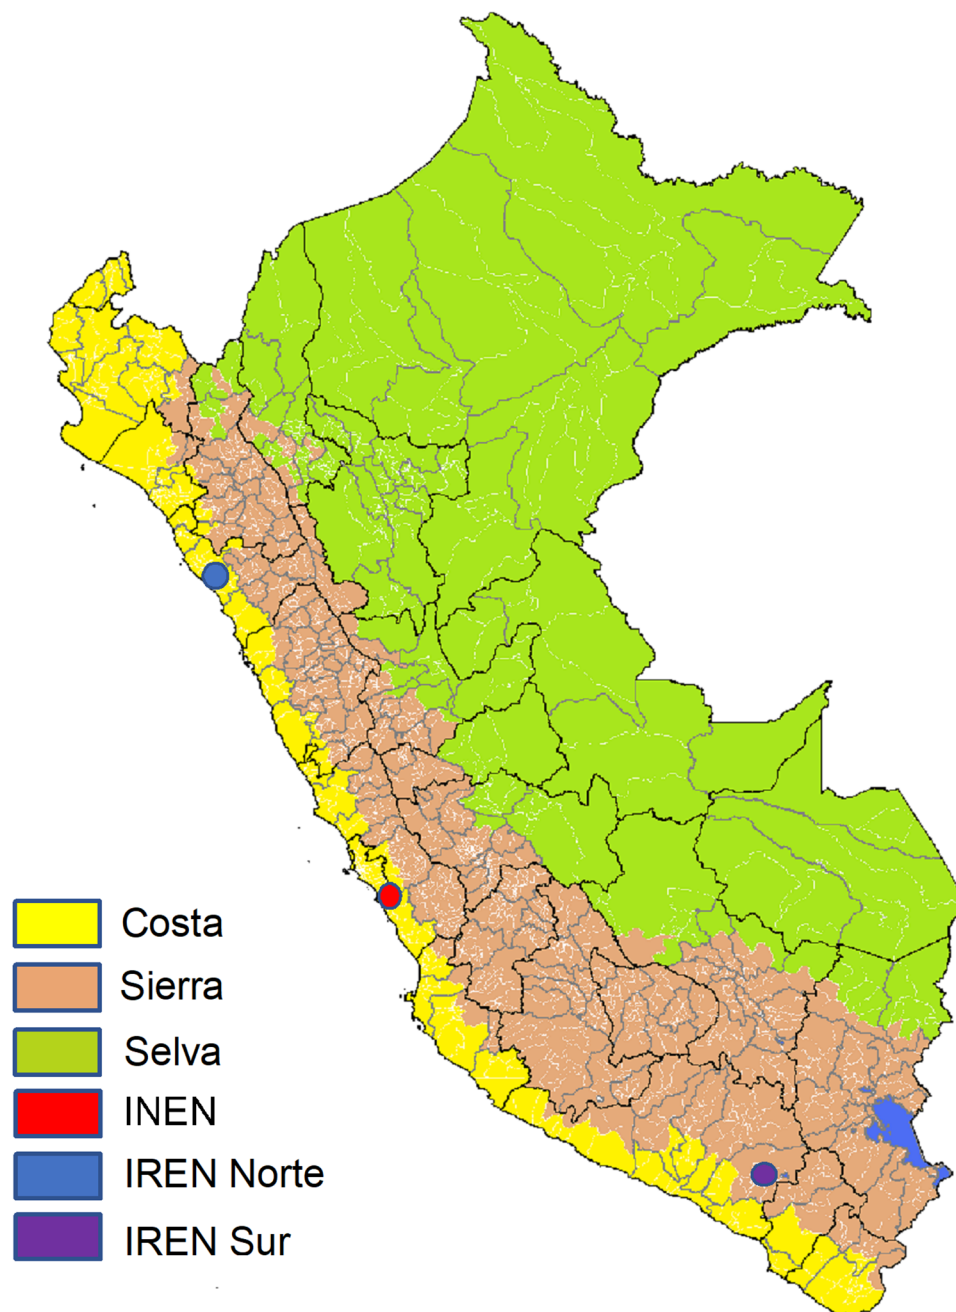 Costa
Sierra
Selva
INEN
IREN Norte
IREN Sur